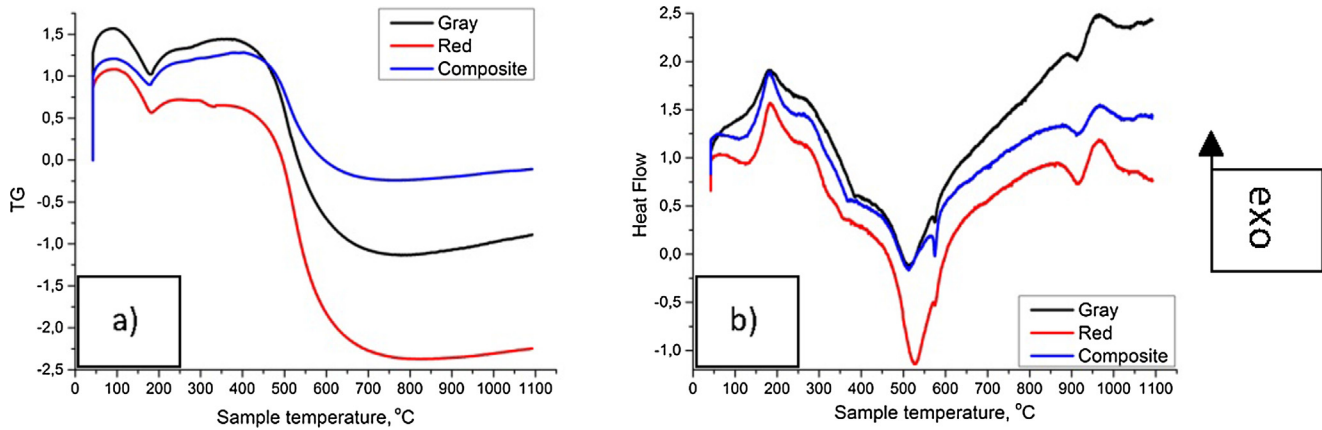 1,5
1,0
0,5
0,0
-0,5
-1,0
-1,5
-2,0
-2,5
TG
Gray
Red
Composite
a)
0 100 200 300 400 500 600 700 800 900 1000 1100
Sample temperature, °C
2,5
2,0
1,5
1,0
0,5
0,0
-0,5
-1,0
Heat Flow
b)
Gray
Red
Composite
0 100 200 300 400 500 600 700 800 900 1000 1100
Sample temperature, °C
exo